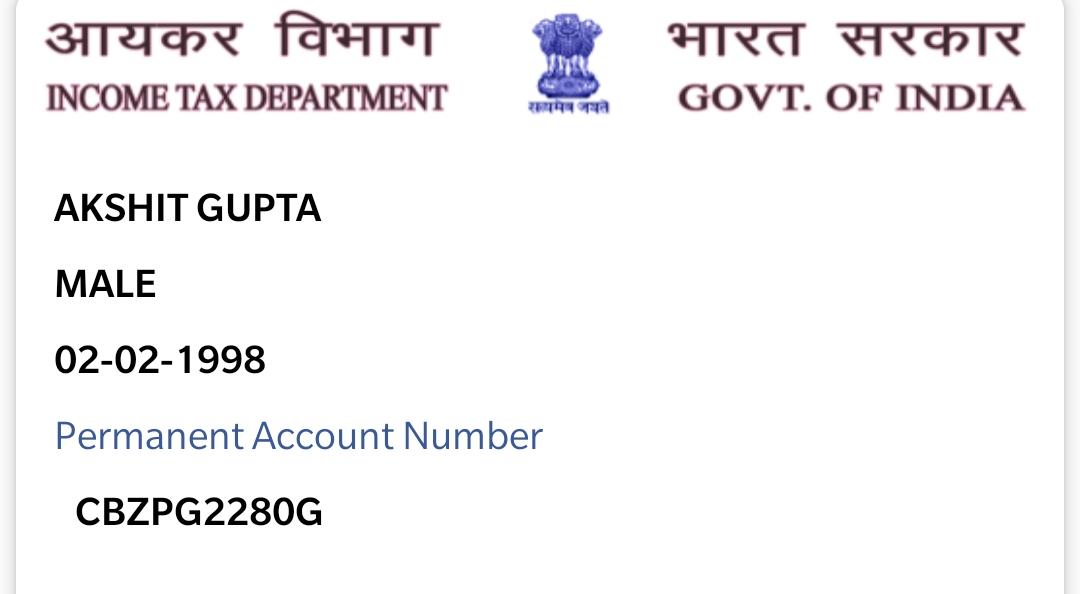 आयकर विभाग
भारत सरकार
INCOME TAX DEPARTMENT
GOVT. OF INDIA
सत्यमेव जयते
AKSHIT GUPTA
MALE
02-02-1998
Permanent Account Number
CBZPG2280G